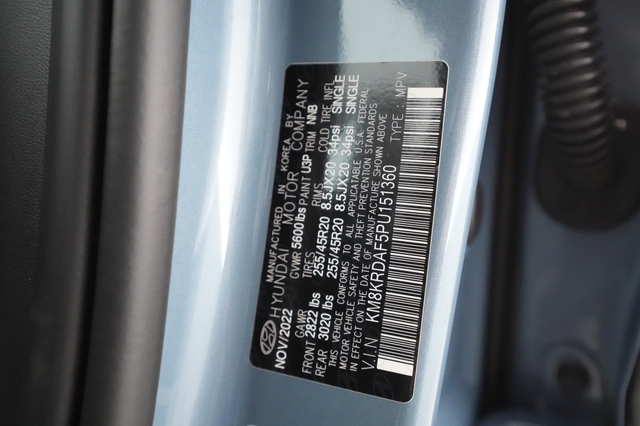 MANUFACTURED IN KOREA BY
HYUNDAI MOTOR COMPANY
NOV/2022 GVWR 5600lbs PAINT U3P TRIM NNB
GAWR TIRES RIMS COLD TIRE INFL
FRONT 2822 lbs 255/45R20 8.5JX20 34psi SINGLE
REAR 3020 lbs 255/45R20 8.5JX20 34psi SINGLE
THIS VEHICLE CONFORMS TO ALL APPLICABLE U.S.A. FEDERAL
MOTOR VEHICLE SAFETY AND BUMPER STANDARDS
IN EFFECT ON THE DATE OF MANUFACTURE SHOWN ABOVE
V.I.N KM8KRDAF5PU151360 TYPE : MPV